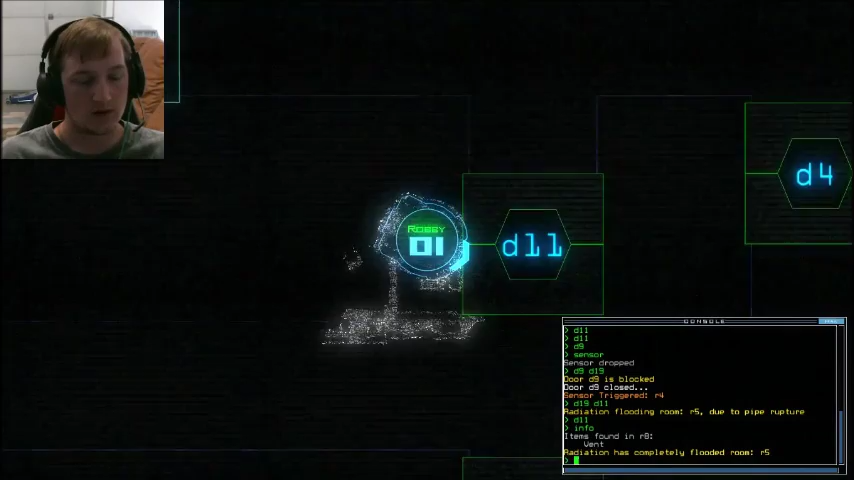 d4
ROBBY
01
d11
CONSOLE
> d11
> d11
> d9
> sensor
Sensor dropped
> d9 d19
Door d9 is blocked
Door d9 closed...
Sensor Triggered: r4
> d19 d11
Radiation flooding room: r5, due to pipe rupture
> d11
> info
Items found in r8:
Vent
Radiation has completely flooded room: r5
>